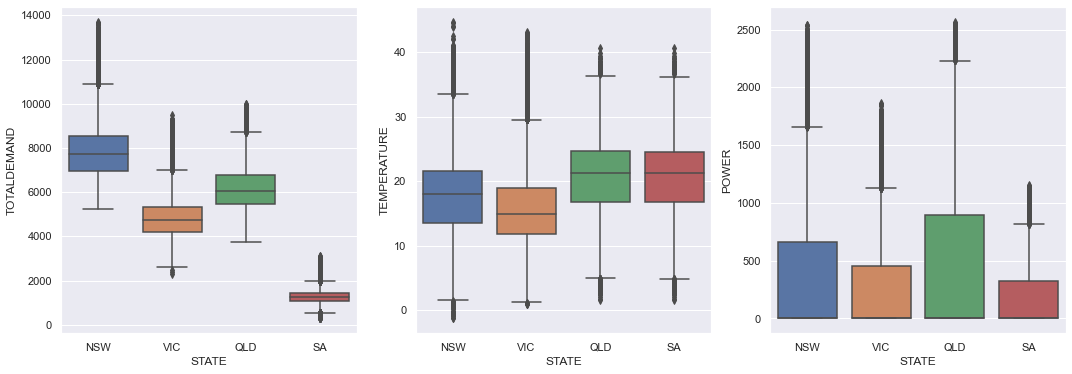 TOTALDEMAND
14000
12000
10000
8000
6000
4000
2000
0
NSW VIC QLD SA
STATE
TEMPERATURE
40
30
20
10
0
NSW VIC QLD SA
STATE
POWER
2500
2000
1500
1000
500
0
NSW VIC QLD SA
STATE